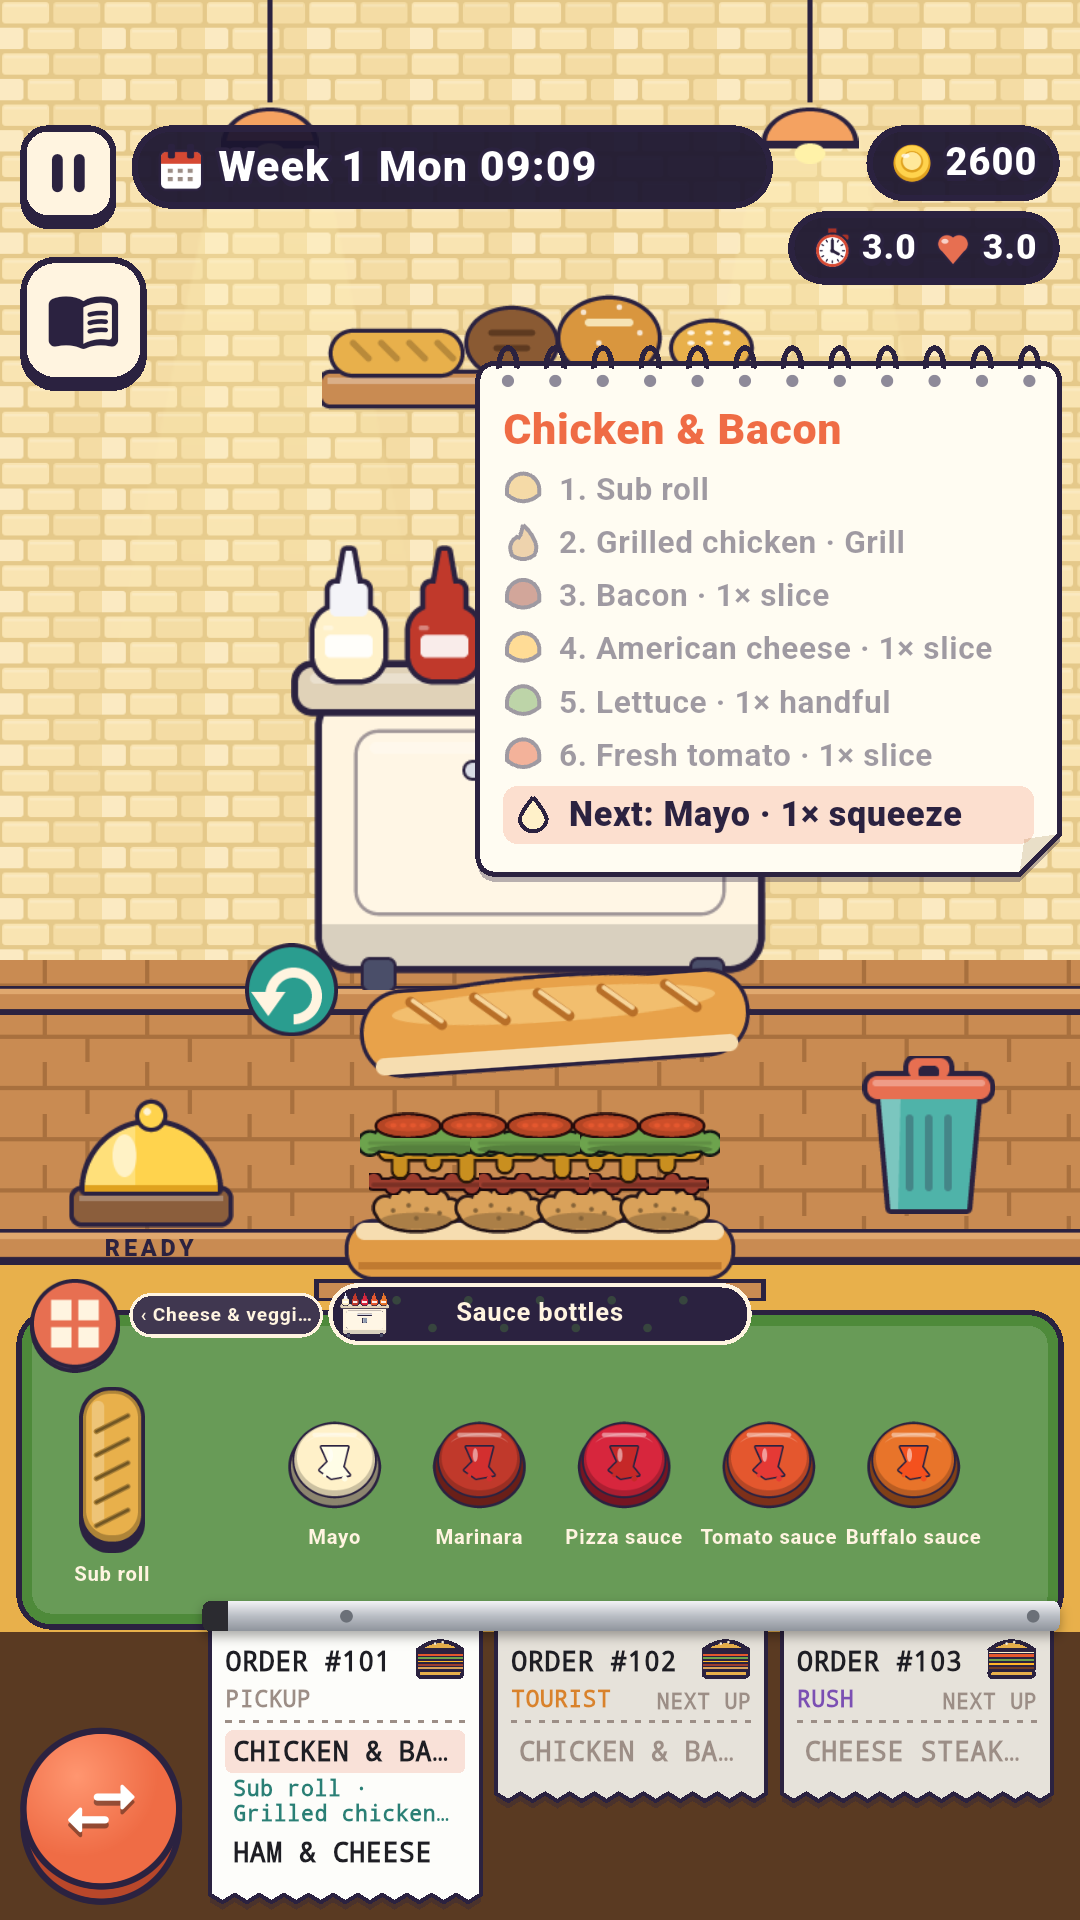 Week 1 Mon 09:09
2600
3.0 3.0
Chicken & Bacon
1. Sub roll
2. Grilled chicken · Grill
3. Bacon · 1× slice
4. American cheese · 1× slice
5. Lettuce · 1× handful
6. Fresh tomato · 1× slice
Next: Mayo · 1× squeeze
READY
‹ Cheese & veggi…
Sauce bottles
Sub roll
Mayo
Marinara
Pizza sauce
Tomato sauce
Buffalo sauce
ORDER #101
PICKUP
CHICKEN & BA…
Sub roll ·
Grilled chicken…
HAM & CHEESE
ORDER #102
TOURIST NEXT UP
CHICKEN & BA…
ORDER #103
RUSH NEXT UP
CHEESE STEAK…